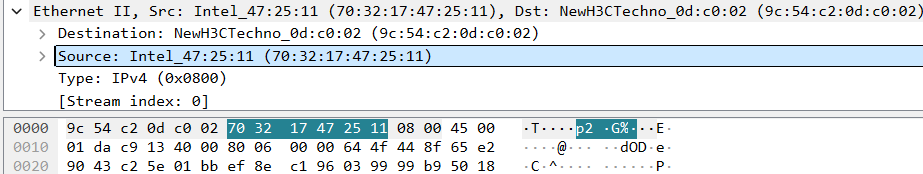 Ethernet II, Src: Intel_47:25:11 (70:32:17:47:25:11), Dst: NewH3CTechno_0d:c0:02 (9c:54:c2:0d:c0:02)
Destination: NewH3CTechno_0d:c0:02 (9c:54:c2:0d:c0:02)
Source: Intel_47:25:11 (70:32:17:47:25:11)
Type: IPv4 (0x0800)
[Stream index: 0]
0000 9c 54 c2 0d c0 02 70 32 17 47 25 11 08 00 45 00 ·T····p2 ·G%···E·
0010 01 da c9 13 40 00 80 06 00 00 64 4f 44 8f 65 e2 ····@··· ··dOD·e·
0020 90 43 c2 5e 01 bb ef 8e c1 96 03 99 99 b9 50 18 ·C·^···· ······P·